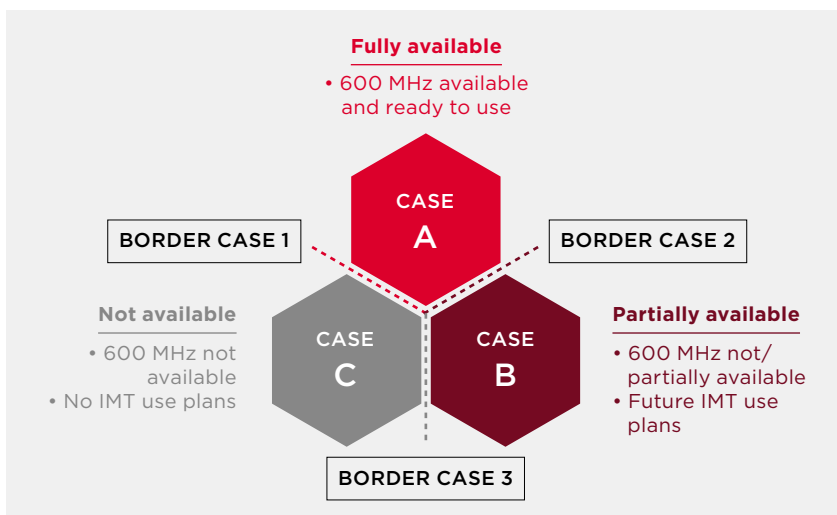 Fully available
• 600 MHz available
and ready to use
CASE
A
BORDER CASE 1
BORDER CASE 2
Not available
• 600 MHz not
available
• No IMT use plans
CASE
C
CASE
B
Partially available
• 600 MHz not/
partially available
• Future IMT use
plans
BORDER CASE 3